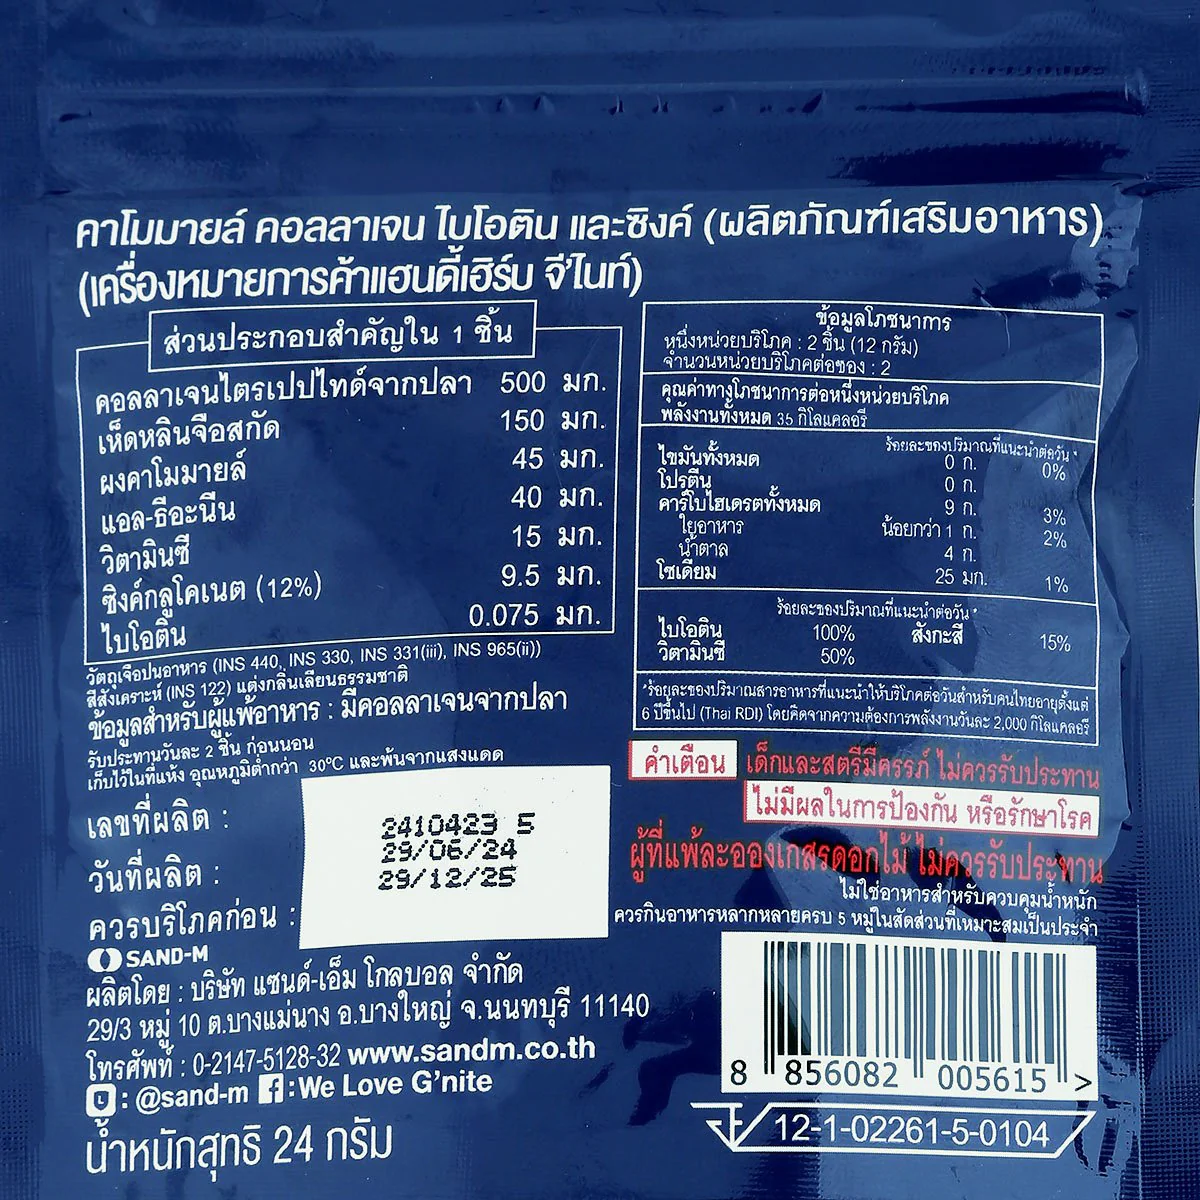 คาโมมายล์ คอลลาเจน ไบโอติน และซิงค์ (ผลิตภัณฑ์เสริมอาหาร)
(เครื่องหมายการค้าแฮนดี้เฮิร์บ จี'ไนท์)
ส่วนประกอบสำคัญใน 1 ชิ้น
คอลลาเจนไตรเปปไทด์จากปลา 500 มก.
เห็ดหลินจือสกัด 150 มก.
ผงคาโมมายล์ 45 มก.
แอล-ธีอะนีน 40 มก.
วิตามินซี 15 มก.
ซิงค์กลูโคเนต (12%) 9.5 มก.
ไบโอติน 0.075 มก.
วัตถุเจือปนอาหาร (INS 440, INS 330, INS 331(iii), INS 965(ii))
สีสังเคราะห์ (INS 122) แต่งกลิ่นเลียนธรรมชาติ
ข้อมูลสำหรับผู้แพ้อาหาร : มีคอลลาเจนจากปลา
รับประทานวันละ 2 ชิ้น ก่อนนอน
เก็บไว้ในที่แห้ง อุณหภูมิต่ำกว่า 30°C และพ้นจากแสงแดด
เลขที่ผลิต : 2410423 5
วันที่ผลิต : 29/06/24
ควรบริโภคก่อน : 29/12/25
SAND-M
ผลิตโดย : บริษัท แซนด์-เอ็ม โกลบอล จำกัด
29/3 หมู่ 10 ต.บางแม่นาง อ.บางใหญ่ จ.นนทบุรี 11140
โทรศัพท์ : 0-2147-5128-32 www.sandm.co.th
: @sand-m f : We Love G'nite
น้ำหนักสุทธิ 24 กรัม
ข้อมูลโภชนาการ
หนึ่งหน่วยบริโภค : 2 ชิ้น (12 กรัม)
จำนวนหน่วยบริโภคต่อซอง : 2
คุณค่าทางโภชนาการต่อหนึ่งหน่วยบริโภค
พลังงานทั้งหมด 35 กิโลแคลอรี
ร้อยละของปริมาณที่แนะนำต่อวัน *
ไขมันทั้งหมด 0 ก. 0%
โปรตีน 0 ก.
คาร์โบไฮเดรตทั้งหมด 9 ก. 3%
ใยอาหาร น้อยกว่า 1 ก. 2%
น้ำตาล 4 ก.
โซเดียม 25 มก. 1%
ร้อยละของปริมาณที่แนะนำต่อวัน *
ไบโอติน 100% สังกะสี 15%
วิตามินซี 50%
*ร้อยละของปริมาณสารอาหารที่แนะนำให้บริโภคต่อวันสำหรับคนไทยอายุตั้งแต่
6 ปีขึ้นไป (Thai RDI) โดยคิดจากความต้องการพลังงานวันละ 2,000 กิโลแคลอรี
คำเตือน เด็กและสตรีมีครรภ์ ไม่ควรรับประทาน
ไม่มีผลในการป้องกัน หรือรักษาโรค
ผู้ที่แพ้ละอองเกสรดอกไม้ ไม่ควรรับประทาน
ไม่ใช่อาหารสำหรับควบคุมน้ำหนัก
ควรกินอาหารหลากหลายครบ 5 หมู่ในสัดส่วนที่เหมาะสมเป็นประจำ
8 856082 005615 >
12-1-02261-5-0104